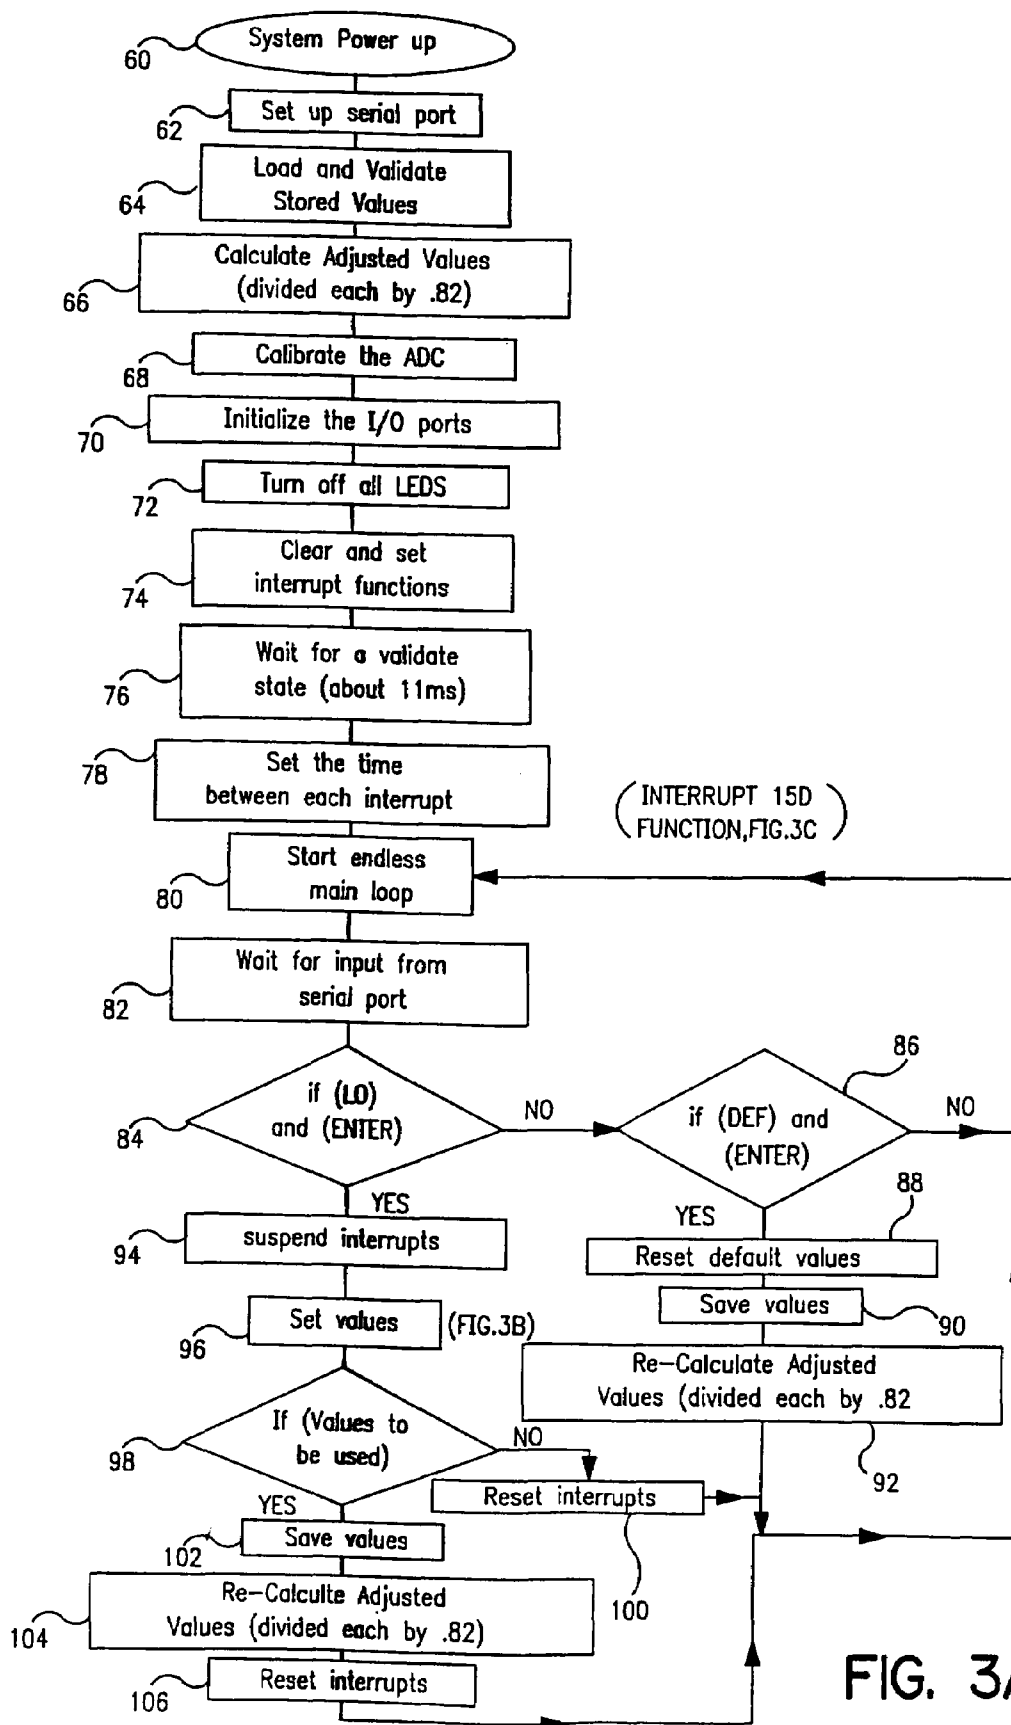 System Power up
60
Set up serial port
62
Load and Validate
Stored Values
64
Calculate Adjusted Values
(divided each by .82)
66
Calibrate the ADC
68
Initialize the I/O ports
70
Turn off all LEDS
72
Clear and set
interrupt functions
74
Wait for a validate
state (about 11ms)
76
Set the time
between each interrupt
78
(INTERRUPT 15D
FUNCTION,FIG.3C)
Start endless
main loop
80
Wait for input from
serial port
82
if (LO)
and (ENTER)
84
NO
if (DEF) and
(ENTER)
86
NO
YES
suspend interrupts
94
YES
Reset default values
88
Set values
(FIG.3B)
96
Save values
90
Re-Calculate Adjusted
Values (divided each by .82
92
If (Values to
be used)
98
NO
Reset interrupts
100
YES
Save values
102
Re-Calculte Adjusted
Values (divided each by .82)
104
Reset interrupts
106
FIG. 3A